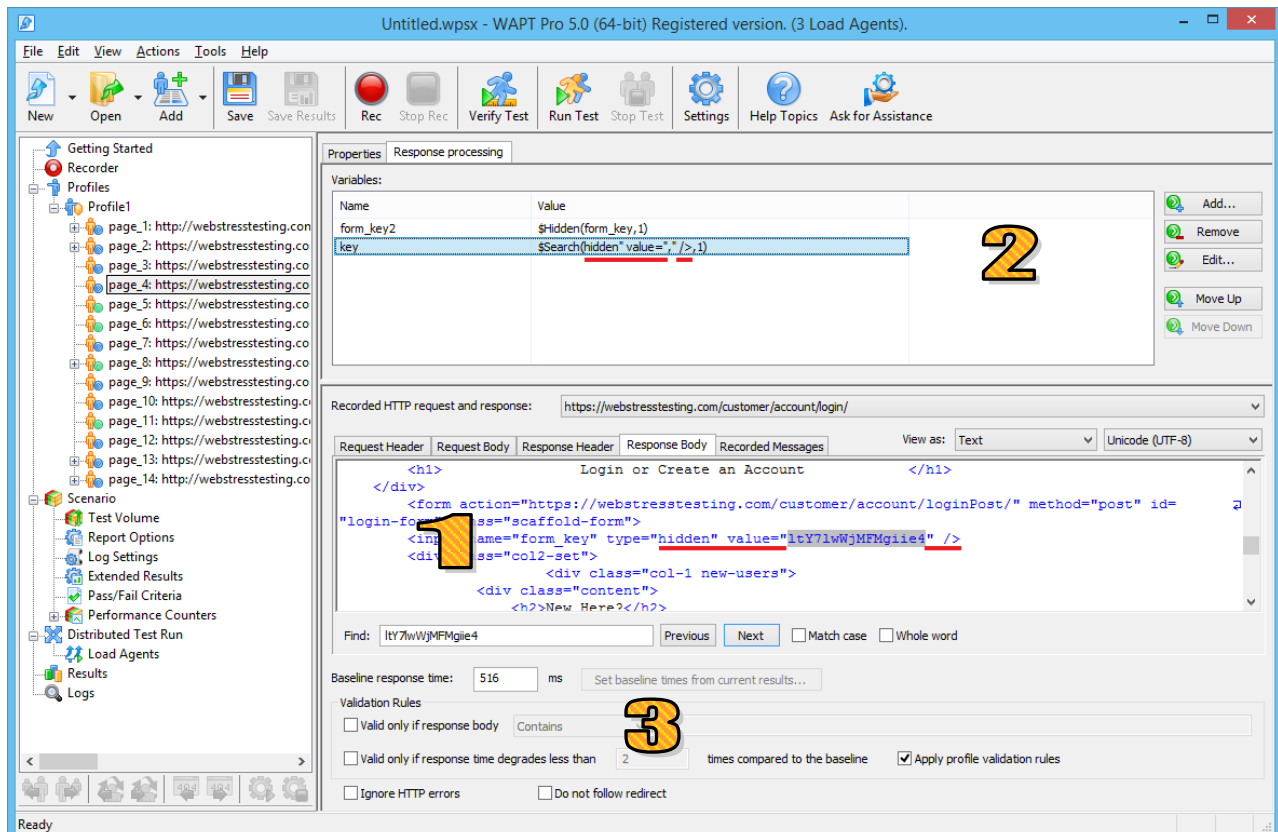 Untitled.wpsx - WAPT Pro 5.0 (64-bit) Registered version. (3 Load Agents).
File Edit View Actions Tools Help
New Open Add Save Save Results Rec Stop Rec Verify Test Run Test Stop Test Settings Help Topics Ask for Assistance
Getting Started
Recorder
Profiles
Profile1
page_1: http://webstresstesting.com
page_2: https://webstresstesting.co
page_3: https://webstresstesting.co
page_4: https://webstresstesting.co
page_5: https://webstresstesting.co
page_6: https://webstresstesting.co
page_7: https://webstresstesting.co
page_8: https://webstresstesting.co
page_9: https://webstresstesting.co
page_10: https://webstresstesting.c
page_11: https://webstresstesting.c
page_12: https://webstresstesting.c
page_13: https://webstresstesting.c
page_14: http://webstresstesting.co
Scenario
Test Volume
Report Options
Log Settings
Extended Results
Pass/Fail Criteria
Performance Counters
Distributed Test Run
Load Agents
Results
Logs
Properties Response processing
Variables:
Name Value
form_key2 $Hidden(form_key,1)
key $Search(hidden" value="," />,1)
2
Add...
Remove
Edit...
Move Up
Move Down
Recorded HTTP request and response: https://webstresstesting.com/customer/account/login/
Request Header Request Body Response Header Response Body Recorded Messages View as: Text Unicode (UTF-8)
<h1> Login or Create an Account </h1>
</div>
<form action="https://webstresstesting.com/customer/account/loginPost/" method="post" id=
"login-form" class="scaffold-form">
1
<input name="form_key" type="hidden" value="ltY7lwWjMFMgiie4" />
<div class="col2-set">
<div class="col-1 new-users">
<div class="content">
<h2>New Here?</h2>
Find: ltY7lwWjMFMgiie4 Previous Next Match case Whole word
Baseline response time: 516 ms Set baseline times from current results...
Validation Rules
3
Valid only if response body Contains
Valid only if response time degrades less than 2 times compared to the baseline Apply profile validation rules
Ignore HTTP errors Do not follow redirect
Ready